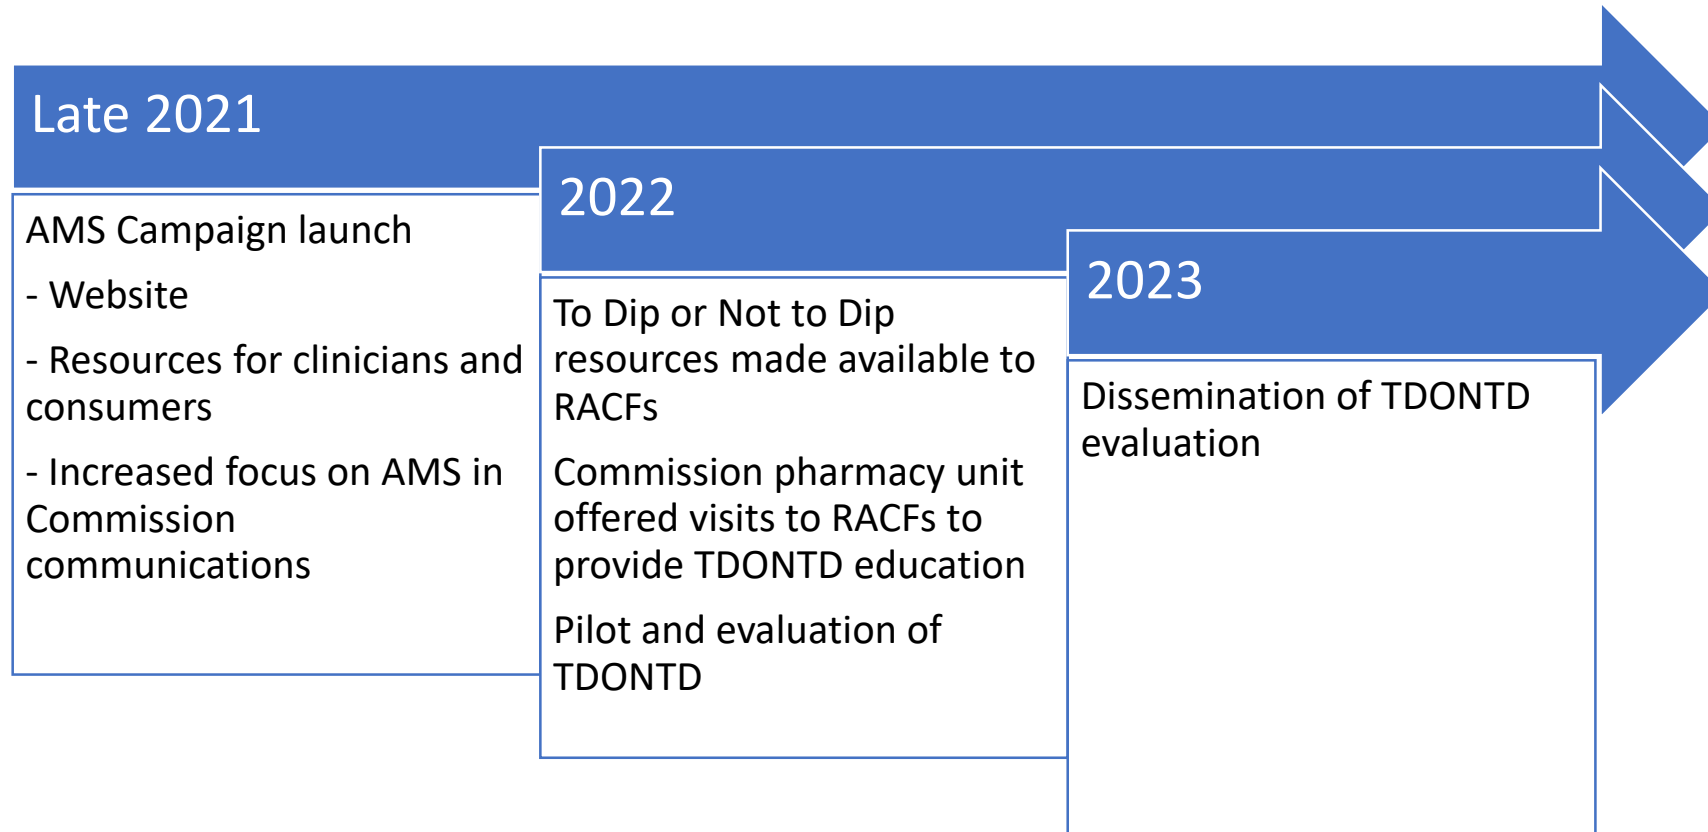 Late 2021
AMS Campaign launch
- Website
- Resources for clinicians and
consumers
- Increased focus on AMS in
Commission
communications
2022
To Dip or Not to Dip
resources made available to
RACFs
Commission pharmacy unit
offered visits to RACFs to
provide TDONTD education
Pilot and evaluation of
TDONTD
2023
Dissemination of TDONTD
evaluation